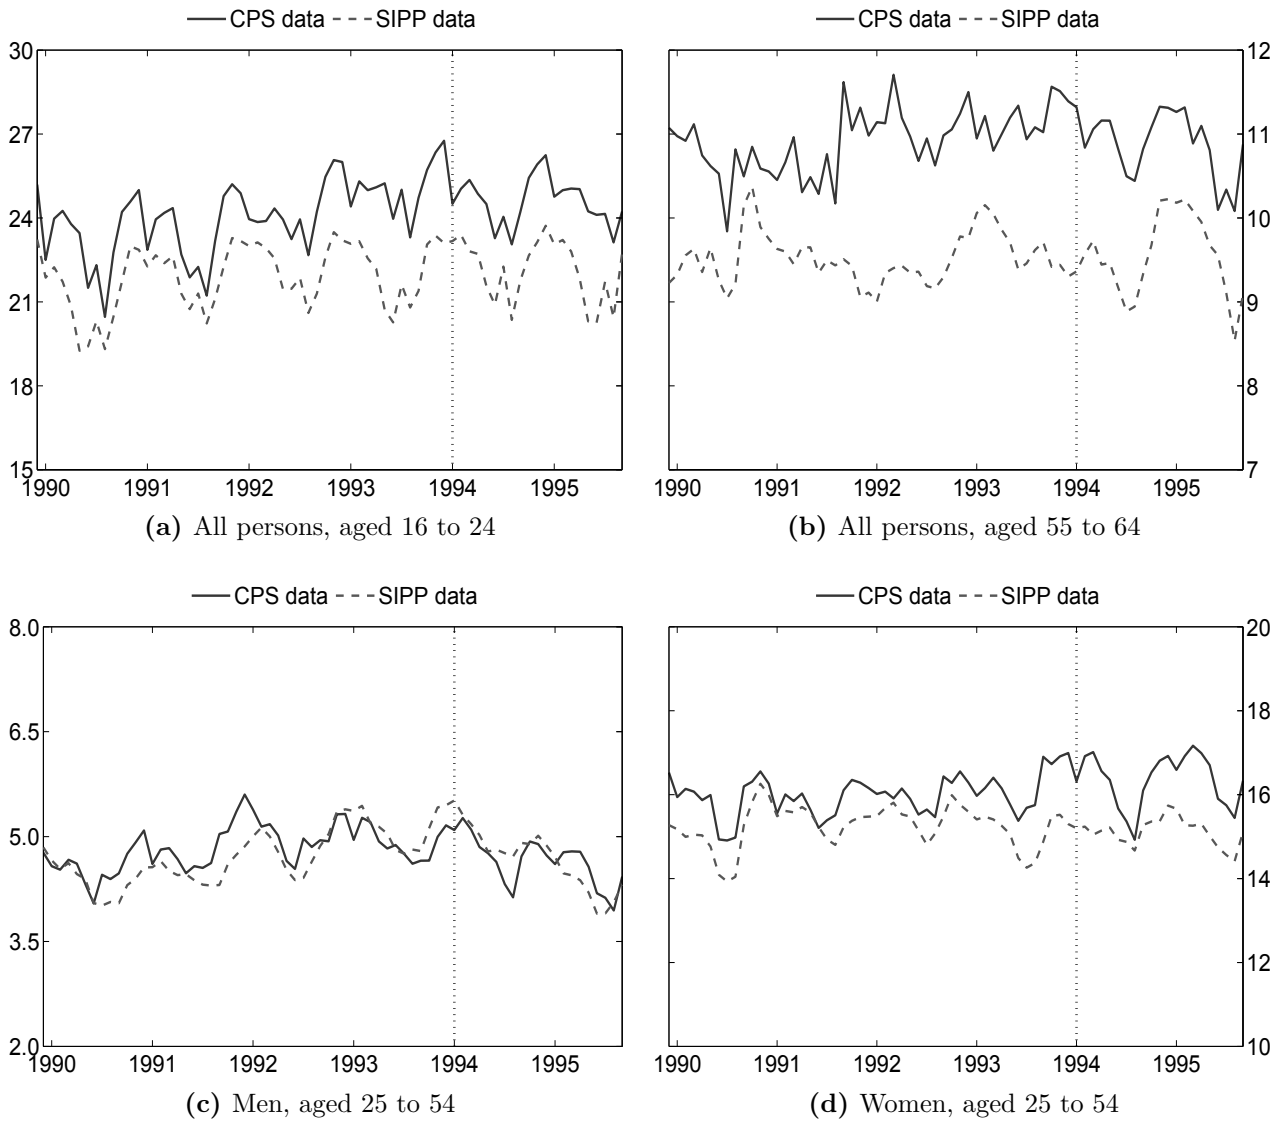 CPS data SIPP data
30
27
24
21
18
15
1990 1991 1992 1993 1994 1995
(a) All persons, aged 16 to 24
CPS data SIPP data
12
11
10
9
8
7
1990 1991 1992 1993 1994 1995
(b) All persons, aged 55 to 64
CPS data SIPP data
8.0
6.5
5.0
3.5
2.0
1990 1991 1992 1993 1994 1995
(c) Men, aged 25 to 54
CPS data SIPP data
20
18
16
14
12
10
1990 1991 1992 1993 1994 1995
(d) Women, aged 25 to 54